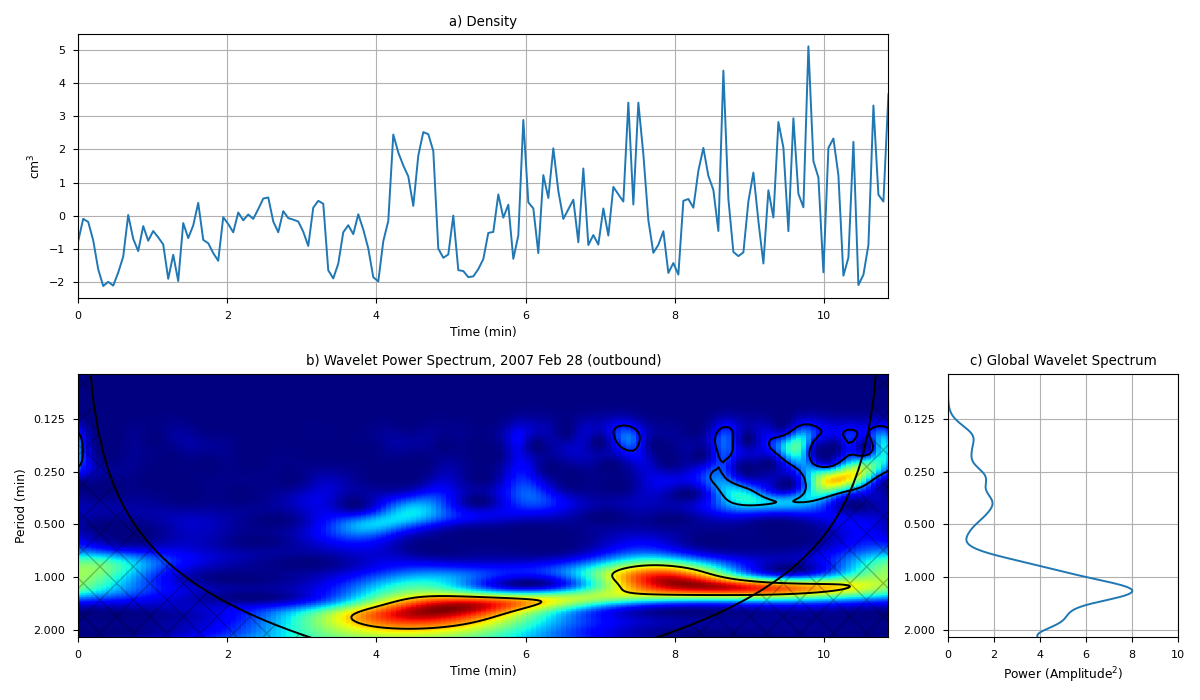 a) Density
cm³
5
4
3
2
1
0
−1
−2
0 2 4 6 8 10
Time (min)
b) Wavelet Power Spectrum, 2007 Feb 28 (outbound)
Period (min)
0.125
0.250
0.500
1.000
2.000
0 2 4 6 8 10
Time (min)
c) Global Wavelet Spectrum
0.125
0.250
0.500
1.000
2.000
0 2 4 6 8 10
Power (Amplitude²)